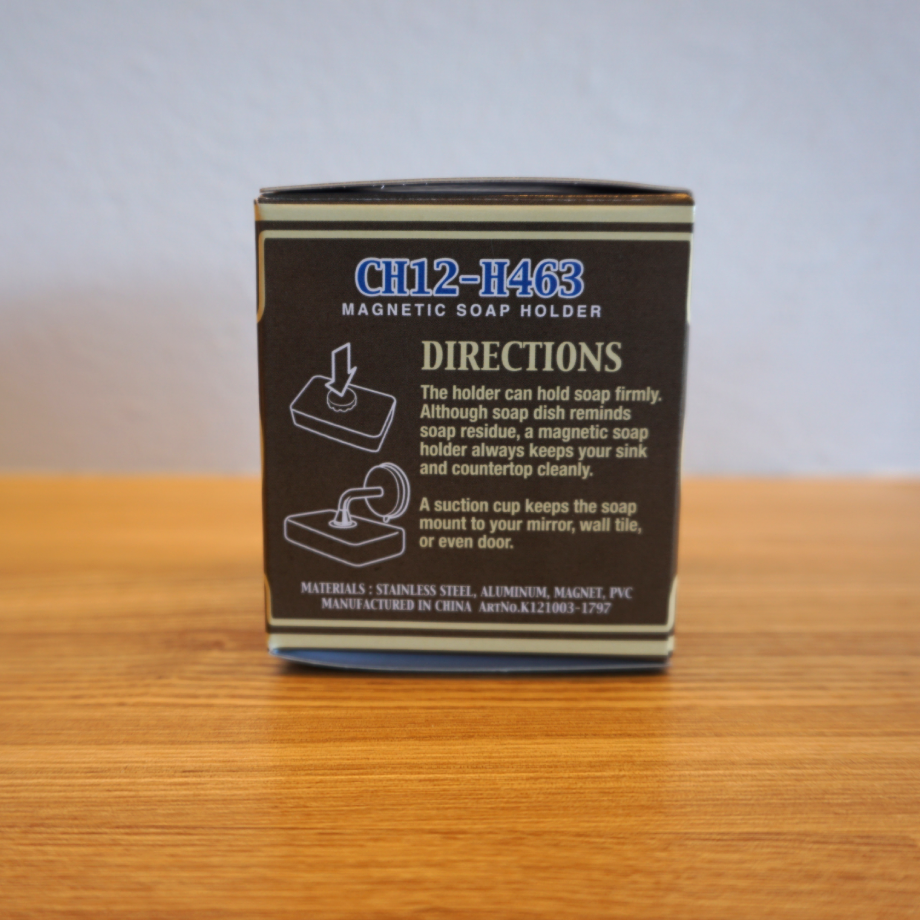 CH12-H463
MAGNETIC SOAP HOLDER
DIRECTIONS
The holder can hold soap firmly.
Although soap dish reminds
soap residue, a magnetic soap
holder always keeps your sink
and countertop cleanly.
A suction cup keeps the soap
mount to your mirror, wall tile,
or even door.
MATERIALS : STAINLESS STEEL, ALUMINUM, MAGNET, PVC
MANUFACTURED IN CHINA ArtNo.K121003-1797